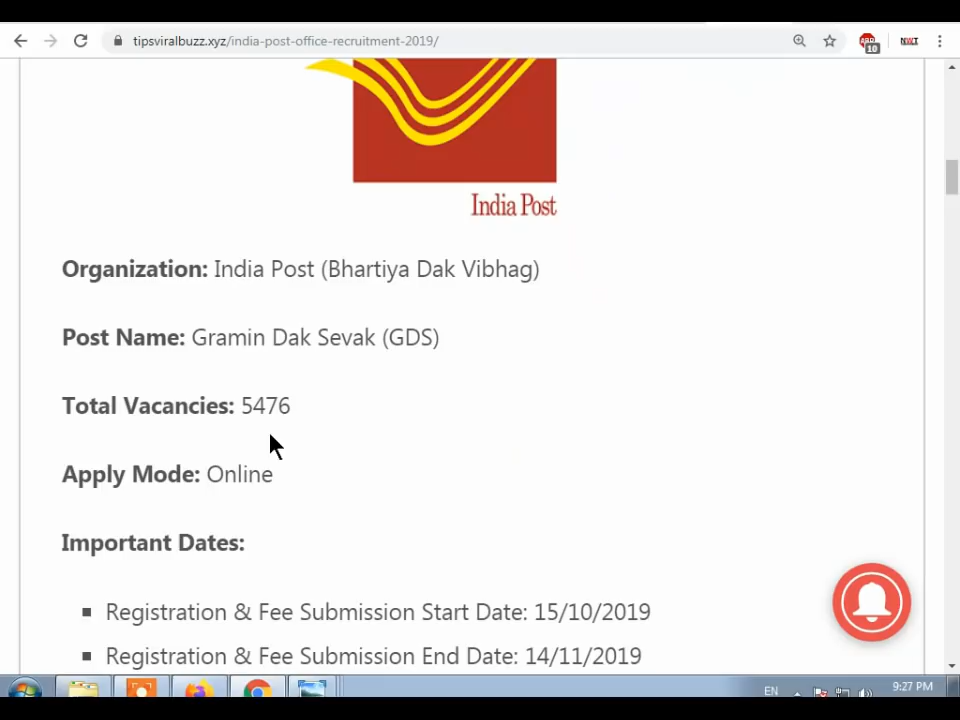 tipsviralbuzz.xyz/india-post-office-recruitment-2019/
10
NWT
India Post
Organization: India Post (Bhartiya Dak Vibhag)
Post Name: Gramin Dak Sevak (GDS)
Total Vacancies: 5476
Apply Mode: Online
Important Dates:
Registration & Fee Submission Start Date: 15/10/2019
Registration & Fee Submission End Date: 14/11/2019
EN
9:27 PM